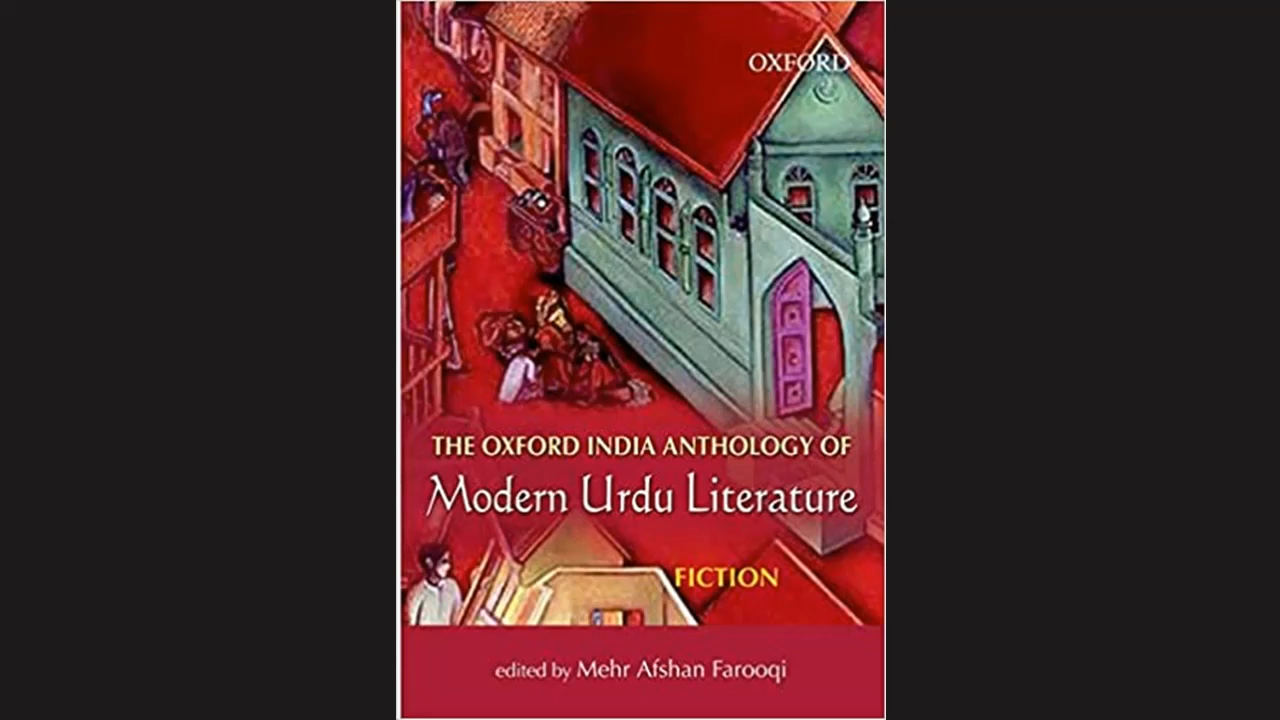 OXFORD
THE OXFORD INDIA ANTHOLOGY OF
Modern Urdu Literature
FICTION
edited by Mehr Afshan Farooqi